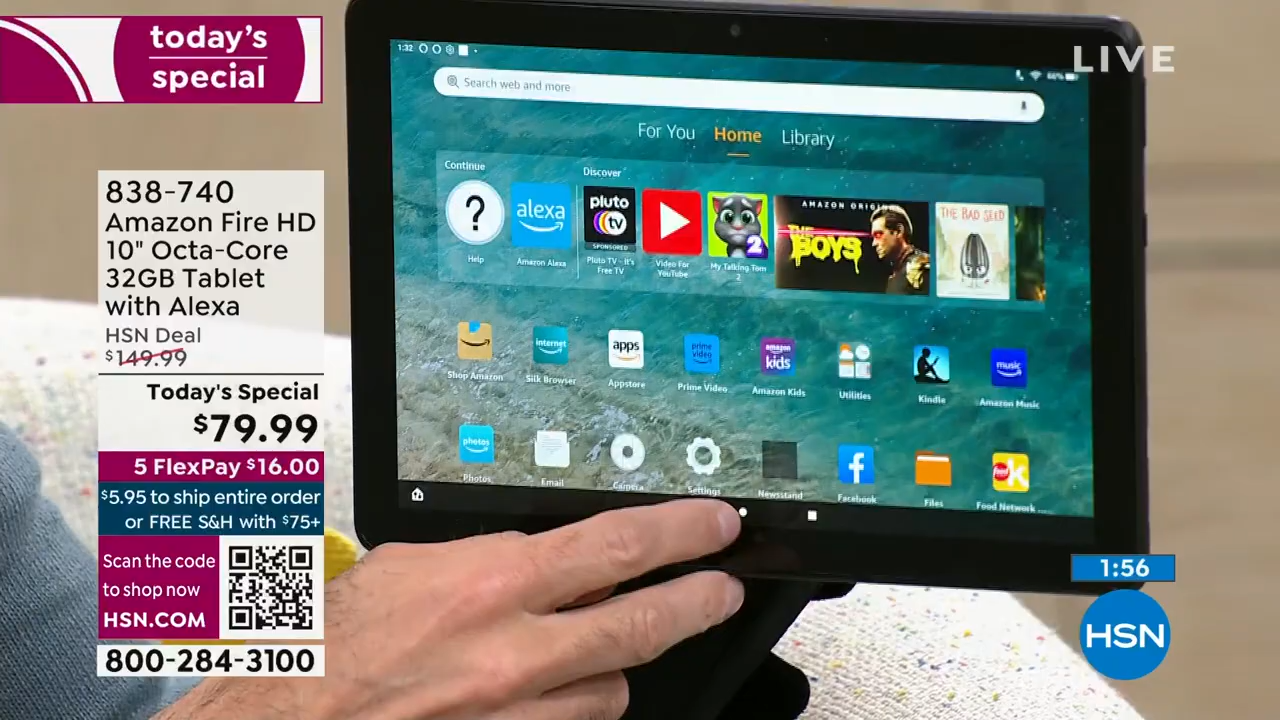 today's
special
LIVE
838-740
Amazon Fire HD
10" Octa-Core
32GB Tablet
with Alexa
HSN Deal
$149.99
Today's Special
$79.99
5 FlexPay $16.00
$5.95 to ship entire order
or FREE S&H with $75+
Scan the code
to shop now
HSN.COM
800-284-3100
1:32
66%
Search web and more
For You Home Library
Continue
Discover
?
Help
alexa
Amazon Alexa
pluto
tv
SPONSORED
Pluto TV - It's
Free TV
Video For
YouTube
2
My Talking Tom
2
AMAZON ORIGINAL
THE
BOYS
THE BAD SEED
Shop Amazon
internet
Silk Browser
apps
Appstore
prime
video
Prime Video
amazon
kids
Amazon Kids
Utilities
Kindle
music
Amazon Music
photos
Photos
Email
Camera
Settings
Newsstand
f
Facebook
Files
food
K
Food Network ...
1:56
HSN